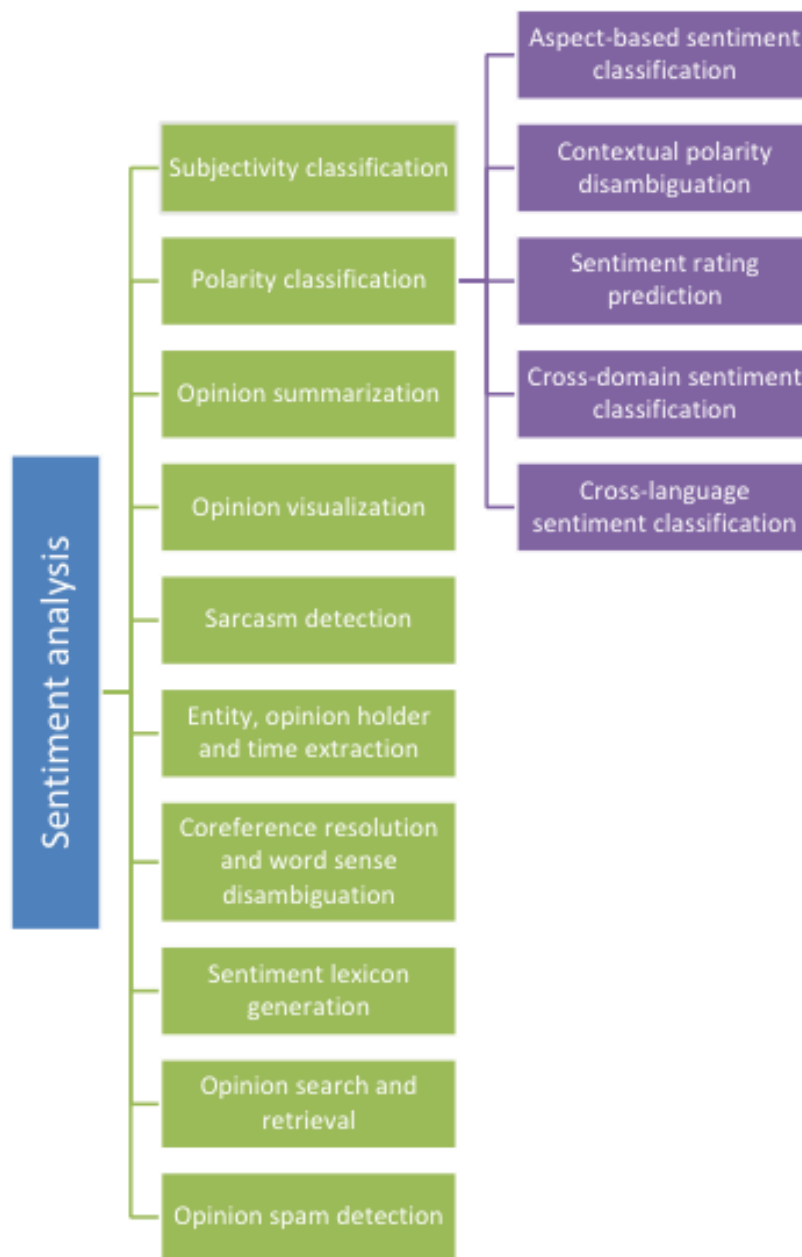 Sentiment analysis
Subjectivity classification
Polarity classification
Opinion summarization
Opinion visualization
Sarcasm detection
Entity, opinion holder
and time extraction
Coreference resolution
and word sense
disambiguation
Sentiment lexicon
generation
Opinion search and
retrieval
Opinion spam detection
Aspect-based sentiment
classification
Contextual polarity
disambiguation
Sentiment rating
prediction
Cross-domain sentiment
classification
Cross-language
sentiment classification